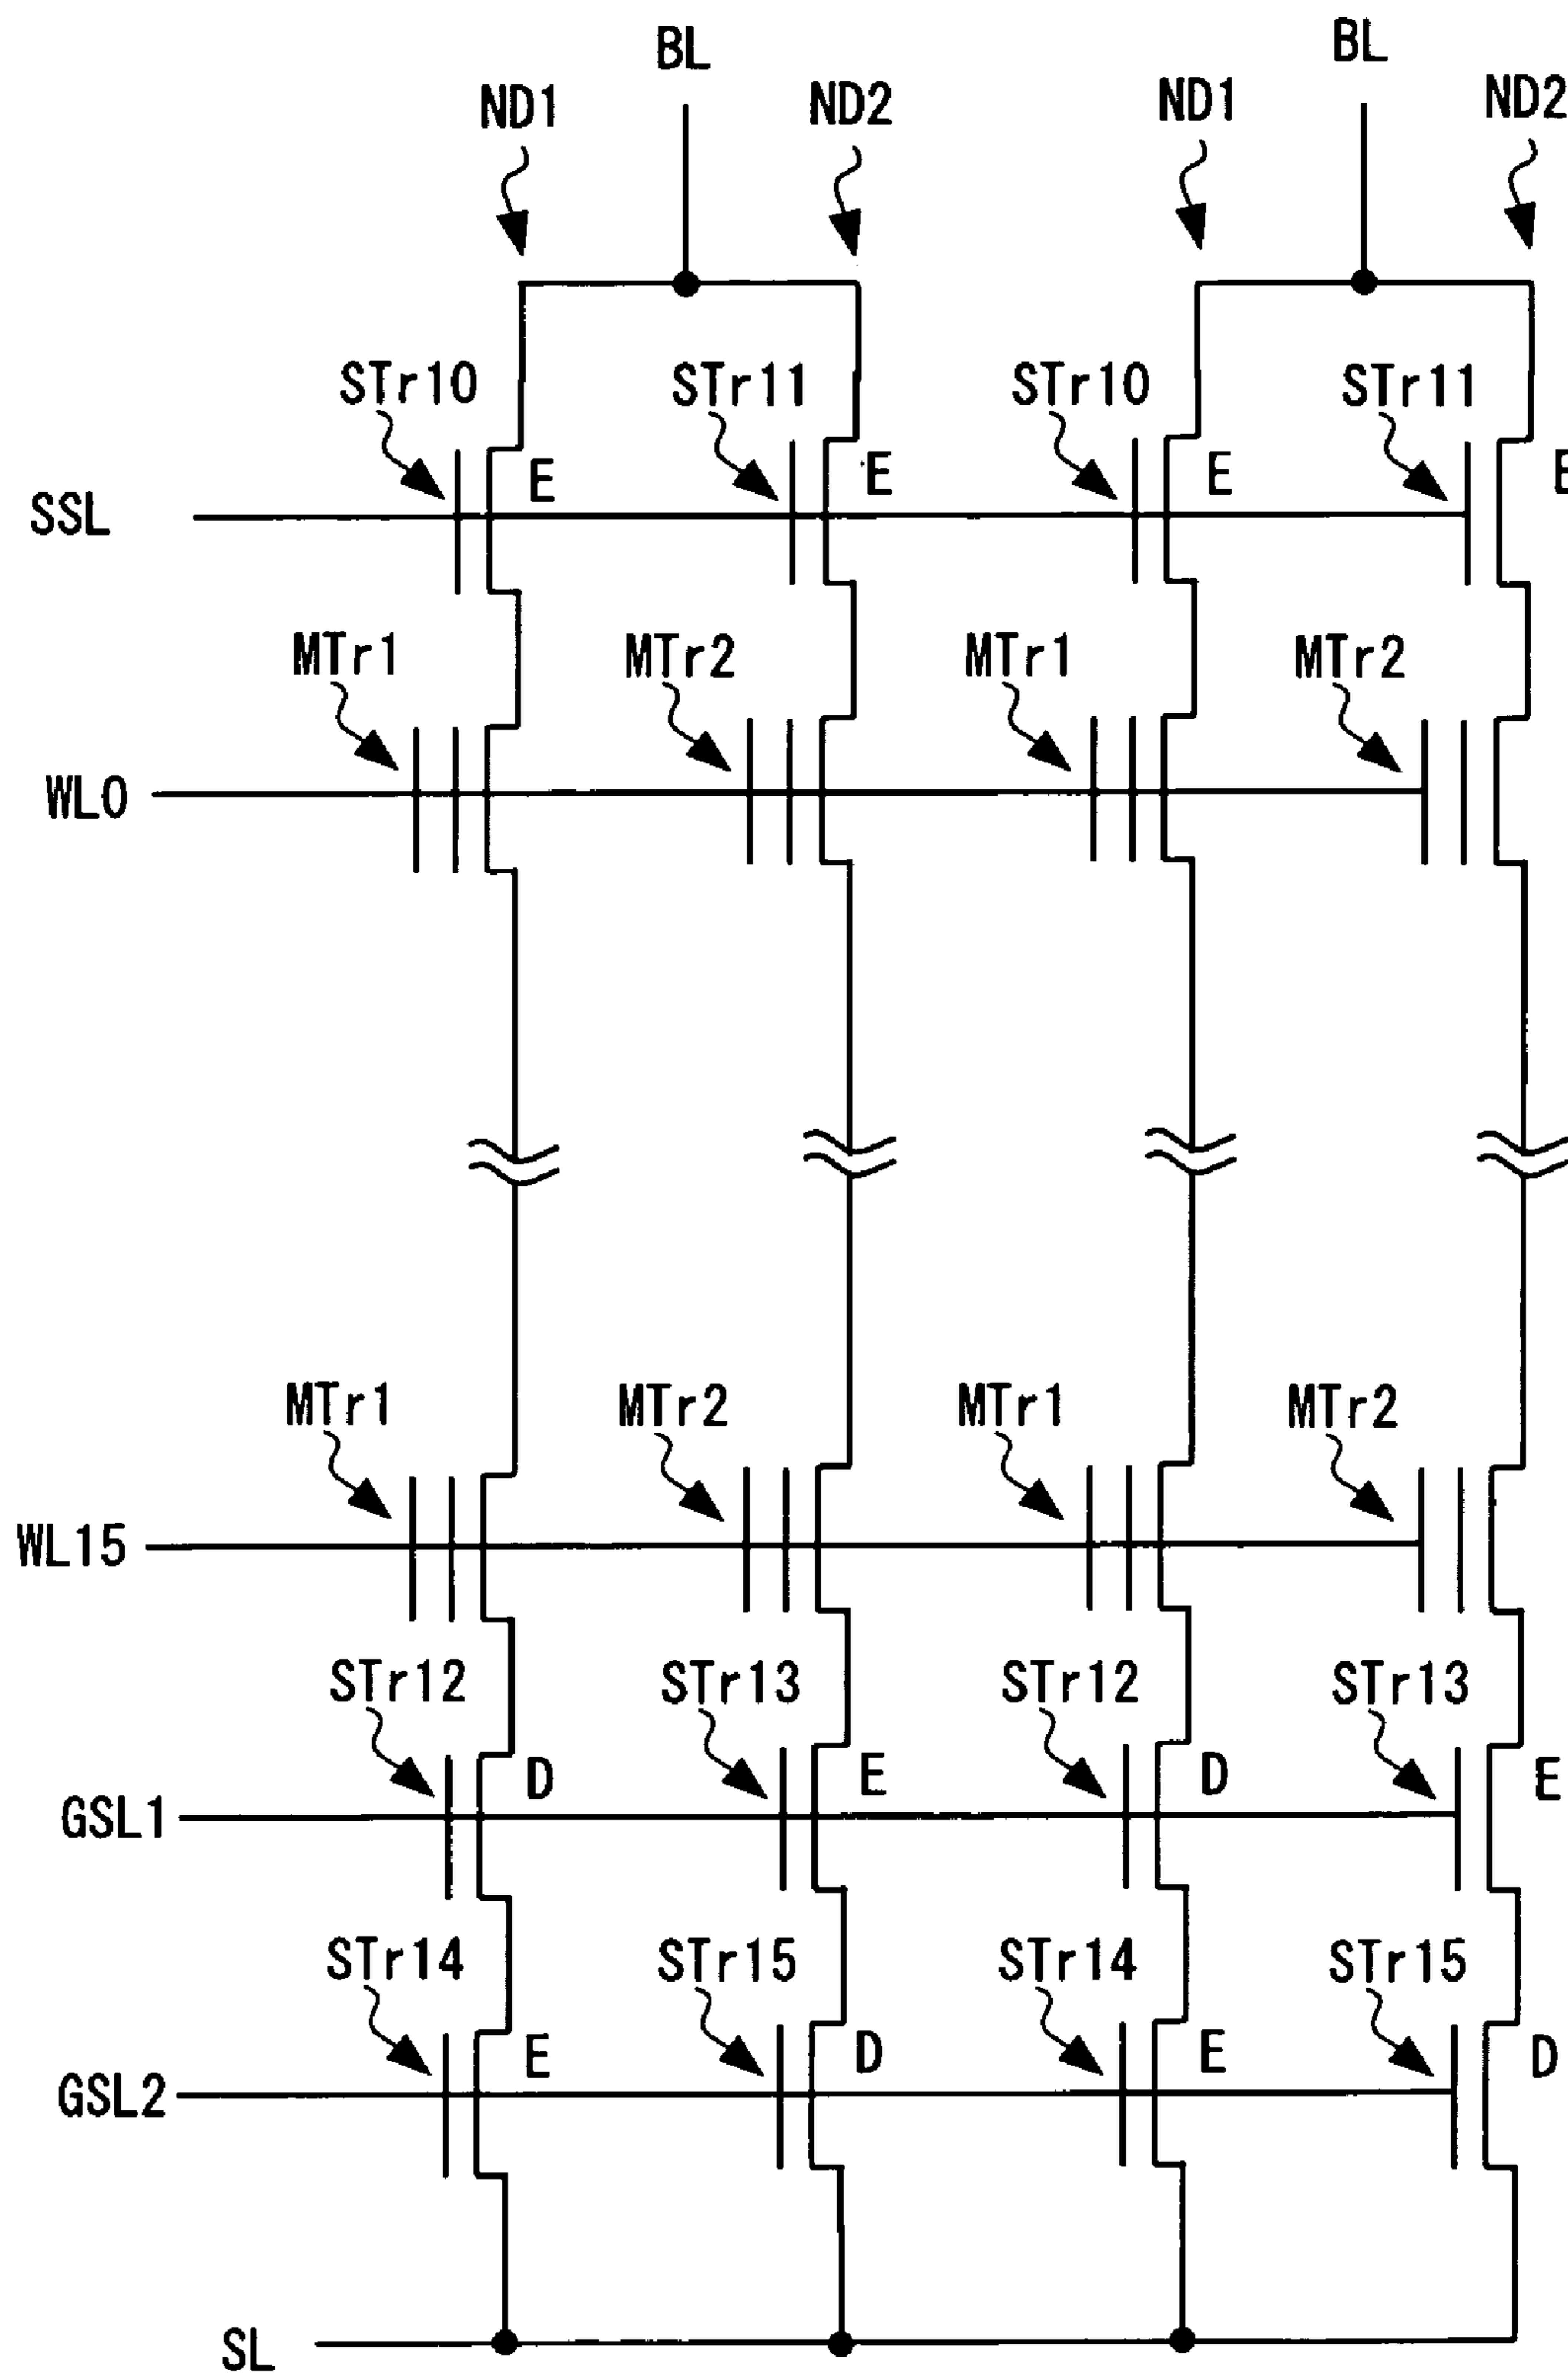 BL BL
ND1 ND2 ND1 ND2
STr10 STr11 STr10 STr11
E E E E
SSL
MTr1 MTr2 MTr1 MTr2
WL0
MTr1 MTr2 MTr1 MTr2
WL15
STr12 STr13 STr12 STr13
D E D E
GSL1
STr14 STr15 STr14 STr15
E D E D
GSL2
SL